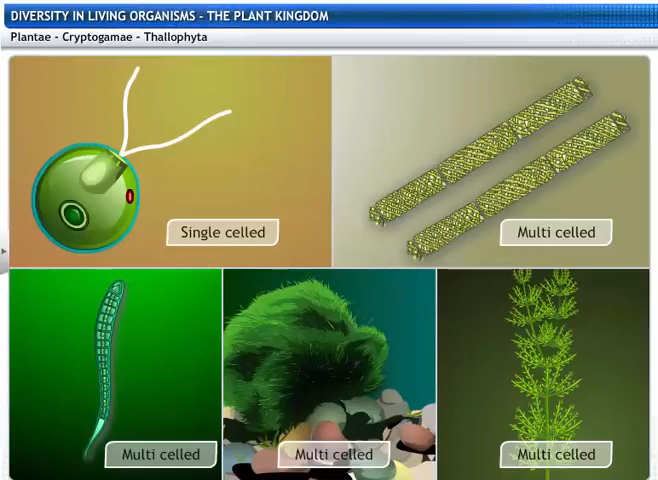 DIVERSITY IN LIVING ORGANISMS - THE PLANT KINGDOM
Plantae - Cryptogamae - Thallophyta
Single celled
Multi celled
Multi celled
Multi celled
Multi celled